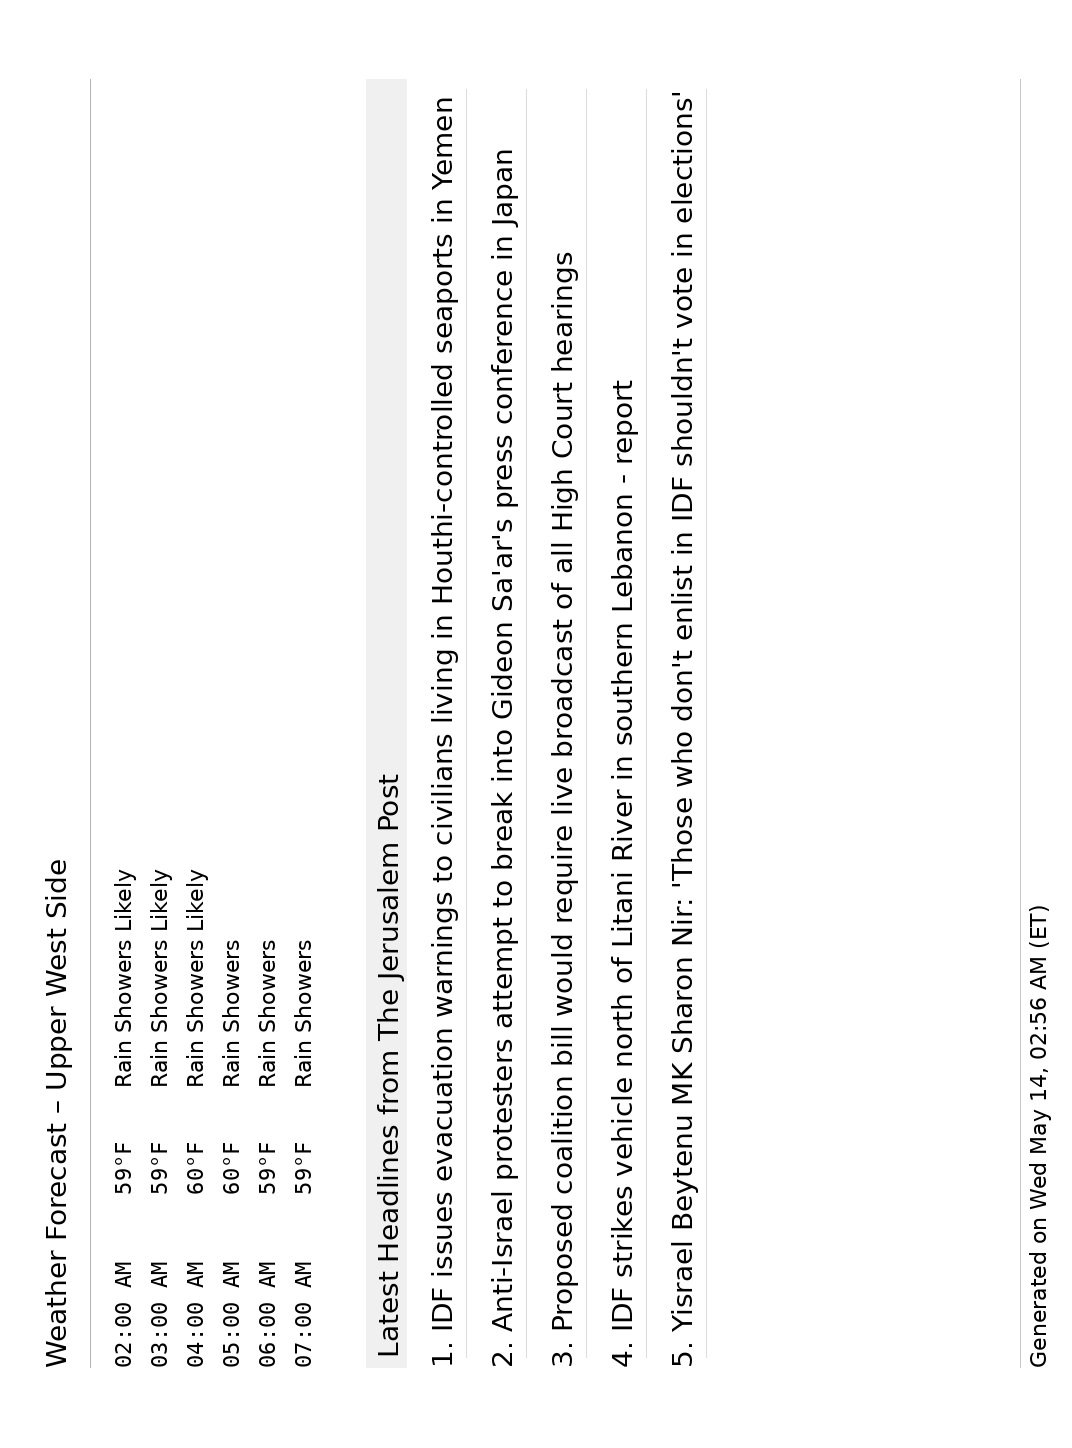 Weather Forecast – Upper West Side
02:00 AM 59°F Rain Showers Likely
03:00 AM 59°F Rain Showers Likely
04:00 AM 60°F Rain Showers Likely
05:00 AM 60°F Rain Showers
06:00 AM 59°F Rain Showers
07:00 AM 59°F Rain Showers
Latest Headlines from The Jerusalem Post
1. IDF issues evacuation warnings to civilians living in Houthi-controlled seaports in Yemen
2. Anti-Israel protesters attempt to break into Gideon Sa'ar's press conference in Japan
3. Proposed coalition bill would require live broadcast of all High Court hearings
4. IDF strikes vehicle north of Litani River in southern Lebanon - report
5. Yisrael Beytenu MK Sharon Nir: 'Those who don't enlist in IDF shouldn't vote in elections'
Generated on Wed May 14, 02:56 AM (ET)